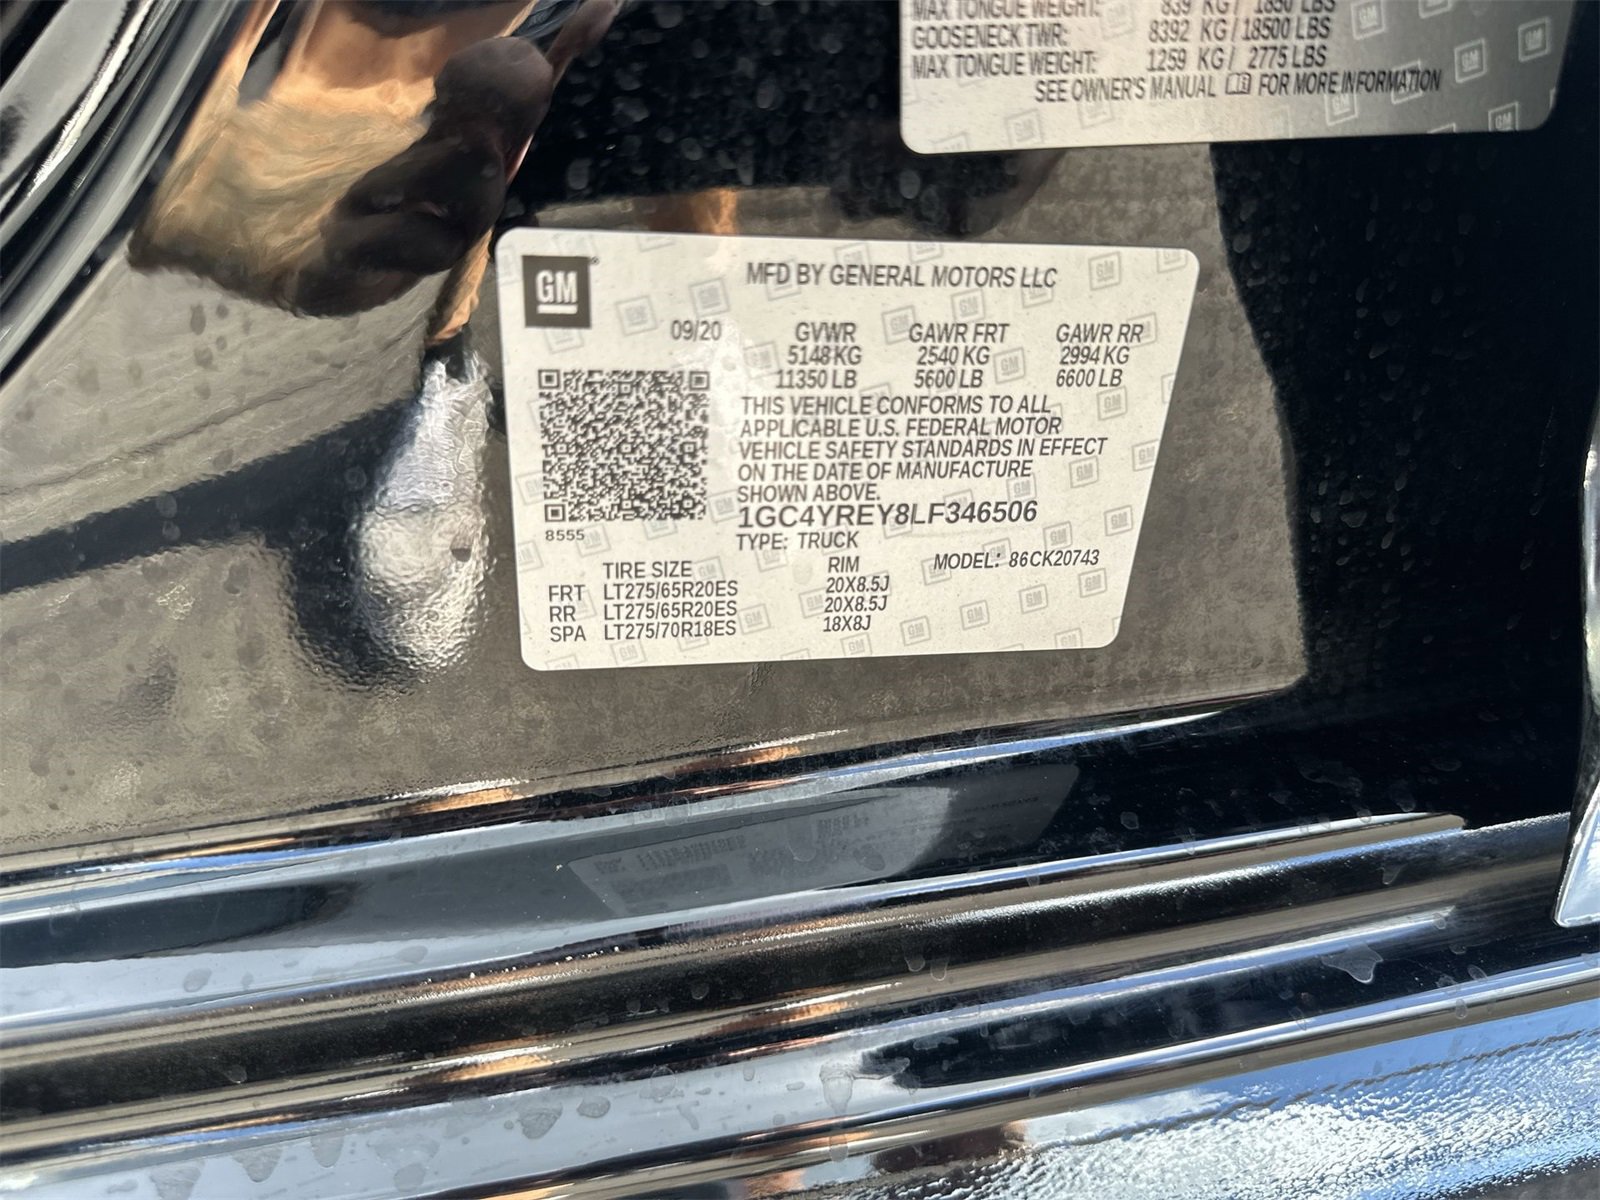 MAX TONGUE WEIGHT: 839 KG / 1850 LBS
GOOSENECK TWR: 8392 KG / 18500 LBS
MAX TONGUE WEIGHT: 1259 KG / 2775 LBS
SEE OWNER'S MANUAL FOR MORE INFORMATION
GM
MFD BY GENERAL MOTORS LLC
09/20 GVWR GAWR FRT GAWR RR
5148 KG 2540 KG 2994 KG
11350 LB 5600 LB 6600 LB
THIS VEHICLE CONFORMS TO ALL
APPLICABLE U.S. FEDERAL MOTOR
VEHICLE SAFETY STANDARDS IN EFFECT
ON THE DATE OF MANUFACTURE
SHOWN ABOVE.
1GC4YREY8LF346506
8555
TYPE: TRUCK
MODEL: 86CK20743
TIRE SIZE RIM
FRT LT275/65R20ES 20X8.5J
RR LT275/65R20ES 20X8.5J
SPA LT275/70R18ES 18X8J